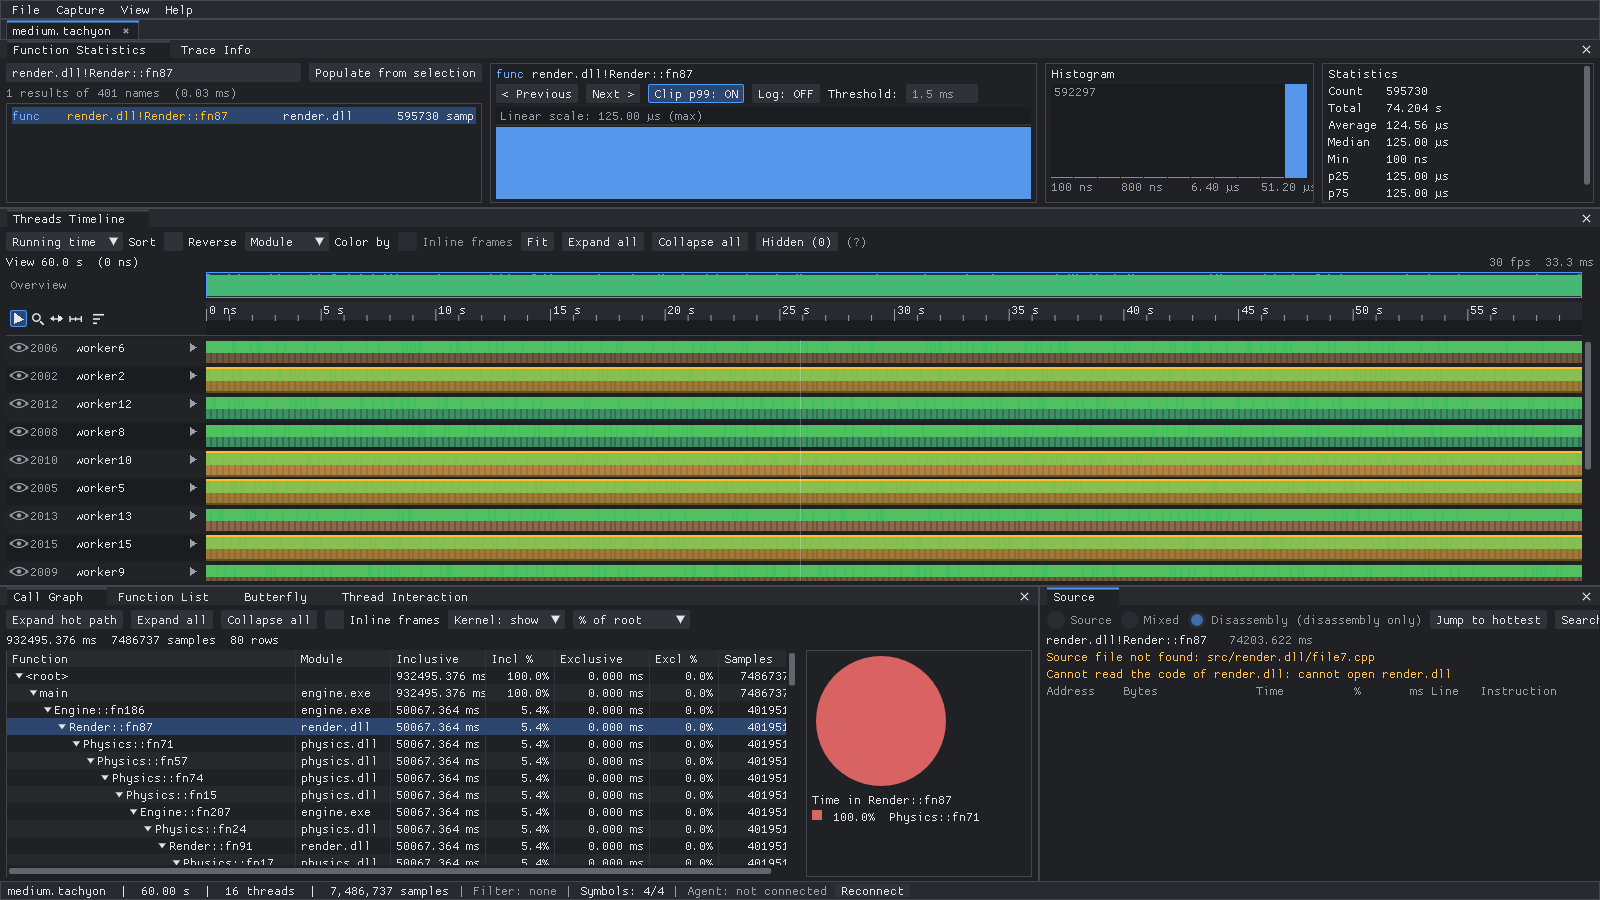 File Capture View Help
medium.tachyon ×
Function Statistics Trace Info
render.dll!Render::fn87 Populate from selection
1 results of 401 names (0.03 ms)
func render.dll!Render::fn87 render.dll 595730 samp
func render.dll!Render::fn87
< Previous Next > Clip p99: ON Log: OFF Threshold: 1.5 ms
Linear scale: 125.00 µs (max)
Histogram
592297
100 ns 800 ns 6.40 µs 51.20 µs
Statistics
Count 595730
Total 74.204 s
Average 124.56 µs
Median 125.00 µs
Min 100 ns
p25 125.00 µs
p75 125.00 µs
Threads Timeline
Running time Sort Reverse Module Color by Inline frames Fit Expand all Collapse all Hidden (0) (?)
View 60.0 s (0 ns) 30 fps 33.3 ms
Overview
0 ns 5 s 10 s 15 s 20 s 25 s 30 s 35 s 40 s 45 s 50 s 55 s
2006 worker6
2002 worker2
2012 worker12
2008 worker8
2010 worker10
2005 worker5
2013 worker13
2015 worker15
2009 worker9
Call Graph Function List Butterfly Thread Interaction
Expand hot path Expand all Collapse all Inline frames Kernel: show % of root
932495.376 ms 7486737 samples 80 rows
Function Module Inclusive Incl % Exclusive Excl % Samples
<root> 932495.376 ms 100.0% 0.000 ms 0.0% 7486737
main engine.exe 932495.376 ms 100.0% 0.000 ms 0.0% 7486737
Engine::fn186 engine.exe 50067.364 ms 5.4% 0.000 ms 0.0% 401951
Render::fn87 render.dll 50067.364 ms 5.4% 0.000 ms 0.0% 401951
Physics::fn71 physics.dll 50067.364 ms 5.4% 0.000 ms 0.0% 401951
Physics::fn57 physics.dll 50067.364 ms 5.4% 0.000 ms 0.0% 401951
Physics::fn74 physics.dll 50067.364 ms 5.4% 0.000 ms 0.0% 401951
Physics::fn15 physics.dll 50067.364 ms 5.4% 0.000 ms 0.0% 401951
Engine::fn207 engine.exe 50067.364 ms 5.4% 0.000 ms 0.0% 401951
Physics::fn24 physics.dll 50067.364 ms 5.4% 0.000 ms 0.0% 401951
Render::fn91 render.dll 50067.364 ms 5.4% 0.000 ms 0.0% 401951
Physics::fn17 physics.dll 50067.364 ms 5.4% 0.000 ms 0.0% 401951
Time in Render::fn87
100.0% Physics::fn71
Source
Source Mixed Disassembly (disassembly only) Jump to hottest Search
render.dll!Render::fn87 74203.622 ms
Source file not found: src/render.dll/file7.cpp
Cannot read the code of render.dll: cannot open render.dll
Address Bytes Time % ms Line Instruction
medium.tachyon | 60.00 s | 16 threads | 7,486,737 samples | Filter: none | Symbols: 4/4 | Agent: not connected Reconnect